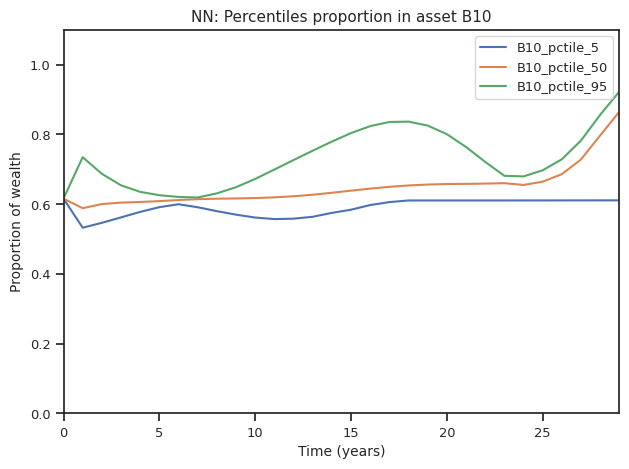 NN: Percentiles proportion in asset B10
B10_pctile_5
B10_pctile_50
B10_pctile_95
Proportion of wealth
1.0
0.8
0.6
0.4
0.2
0.0
0 5 10 15 20 25
Time (years)